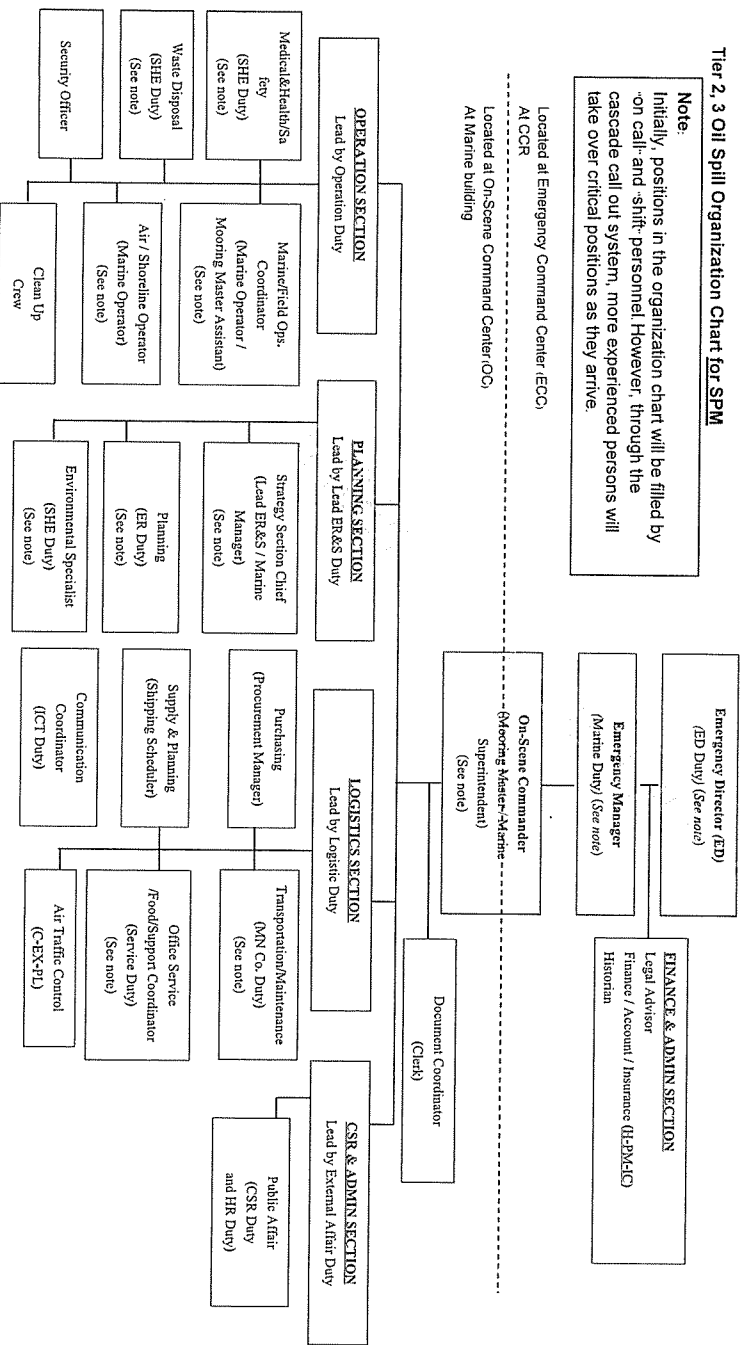 Tier 2, 3 Oil Spill Organization Chart for SPM
Note:
Initially, positions in the organization chart will be filled by
"on call" and "shift" personnel. However, through the
cascade call out system, more experienced persons will
take over critical positions as they arrive.
Emergency Director (ED)
(ED Duty) (See note)
FINANCE & ADMIN SECTION
Legal Advisor
Finance / Account / Insurance (H-PM-IC)
Historian
Emergency Manager
(Marine Duty) (See note)
Located at Emergency Command Center (ECC)
At CCR
Located at On-Scene Command Center (OC)
At Marine building
On-Scene Commander
(Mooring Master / Marine
Superintendent)
(See note)
Document Coordinator
(Clerk)
OPERATION SECTION
Lead by Operation Duty
Medical&Health/Sa
fety
(SHE Duty)
(See note)
Marine/Field Ops.
Coordinator
(Marine Operator /
Mooring Master Assistant)
(See note)
Waste Disposal
(SHE Duty)
(See note)
Air / Shoreline Operator
(Marine Operator)
(See note)
Security Officer
Clean Up
Crew
PLANNING SECTION
Lead by Lead ER&S Duty
Strategy Section Chief
(Lead ER&S / Marine
Manager)
(See note)
Planning
(ER Duty)
(See note)
Environmental Specialist
(SHE Duty)
(See note)
LOGISTICS SECTION
Lead by Logistic Duty
Purchasing
(Procurement Manager)
Transportation/Maintenance
(MN Co. Duty)
(See note)
Supply & Planning
(Shipping Scheduler)
Office Service
/Food/Support Coordinator
(Service Duty)
(See note)
Communication
Coordinator
(ICT Duty)
Air Traffic Control
(C-EX-PL)
CSR & ADMIN SECTION
Lead by External Affair Duty
Public Affair
(CSR Duty
and HR Duty)